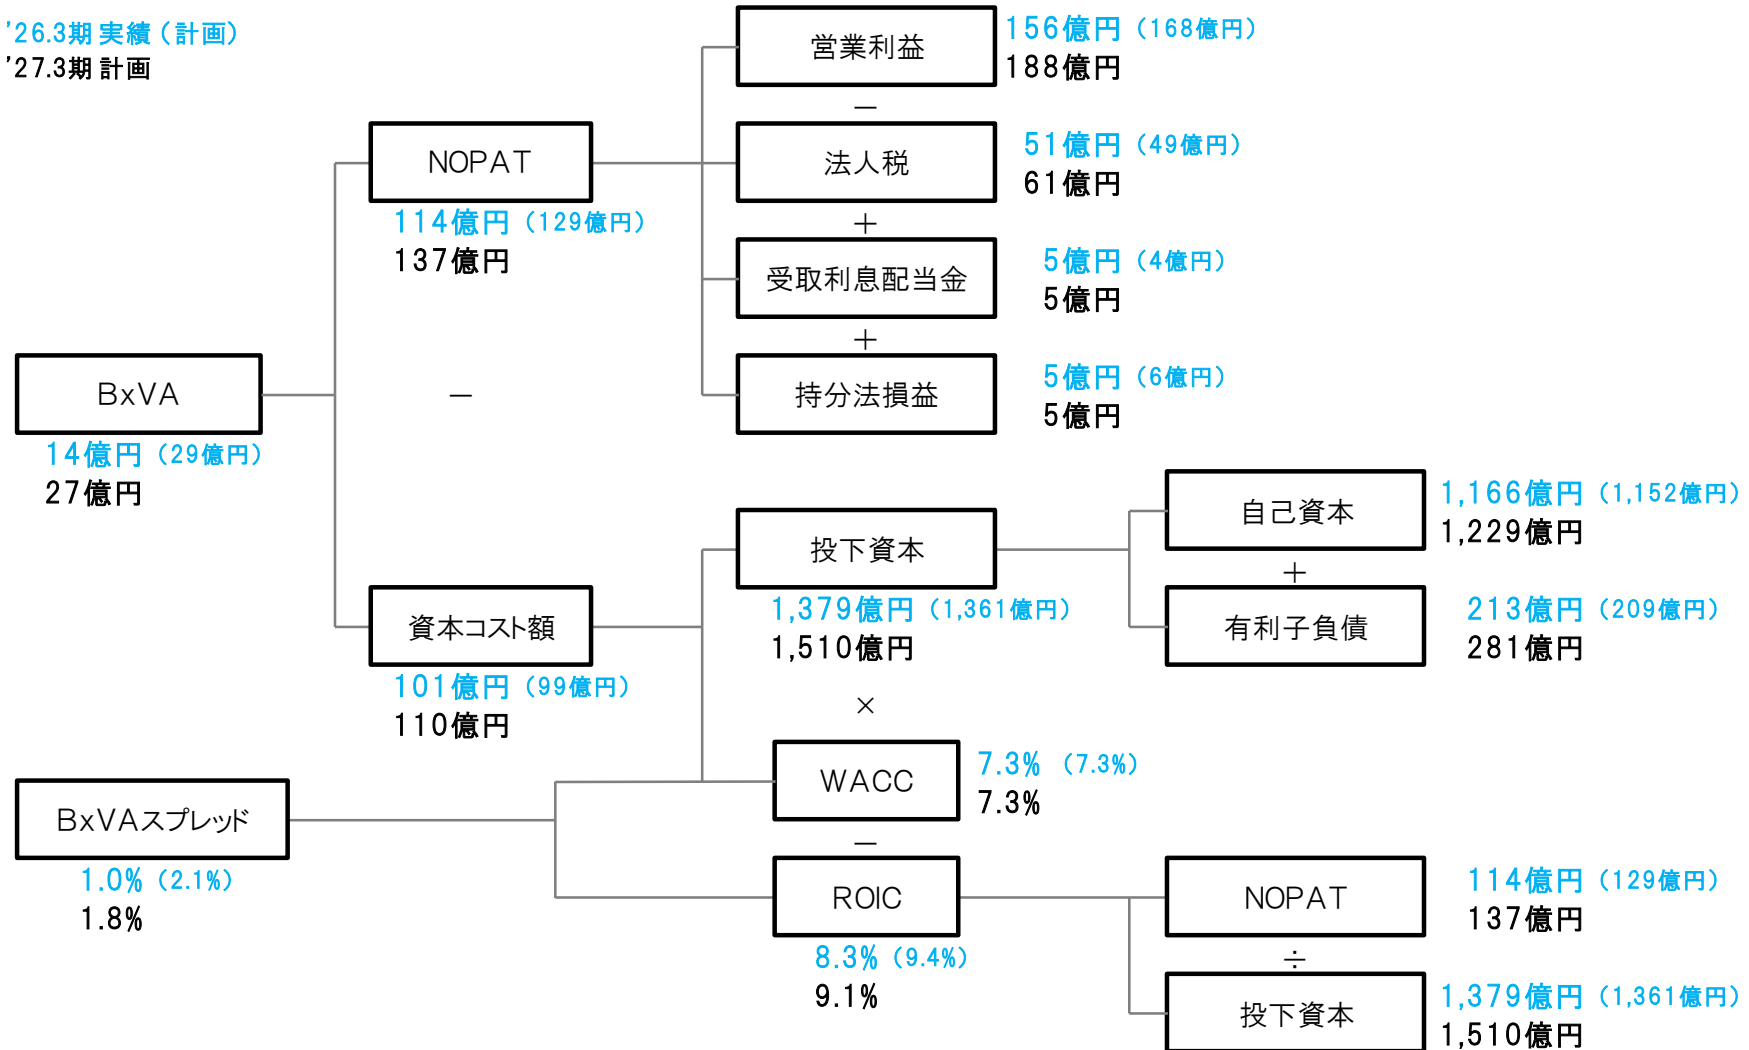 '26.3期 実績（計画）
'27.3期 計画
営業利益
156億円（168億円）
188億円
－
法人税
51億円（49億円）
61億円
＋
受取利息配当金
5億円（4億円）
5億円
＋
持分法損益
5億円（6億円）
5億円
NOPAT
114億円（129億円）
137億円
－
BxVA
14億円（29億円）
27億円
資本コスト額
101億円（99億円）
110億円
投下資本
1,379億円（1,361億円）
1,510億円
自己資本
1,166億円（1,152億円）
1,229億円
＋
有利子負債
213億円（209億円）
281億円
×
WACC
7.3%（7.3%）
7.3%
－
BxVAスプレッド
1.0%（2.1%）
1.8%
ROIC
8.3%（9.4%）
9.1%
NOPAT
114億円（129億円）
137億円
÷
投下資本
1,379億円（1,361億円）
1,510億円